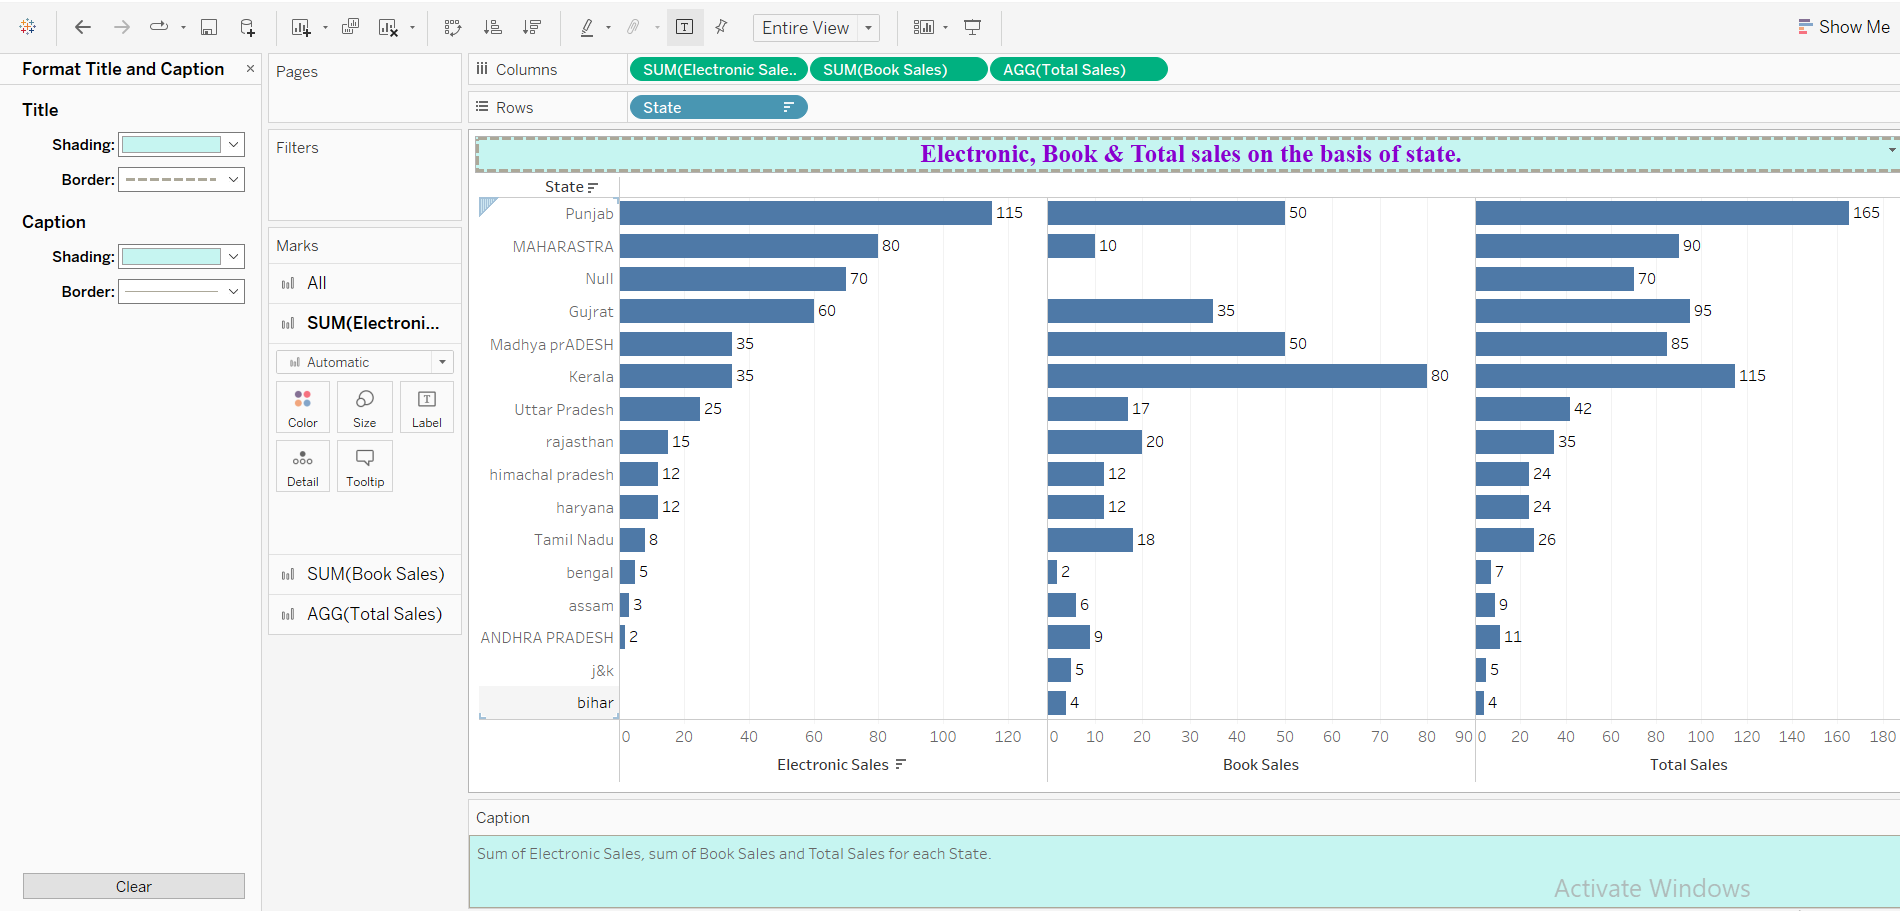 Entire View
Show Me
Format Title and Caption
Title
Shading:
Border:
Caption
Shading:
Border:
Clear
Pages
Filters
Marks
All
SUM(Electroni...
Automatic
Color
Size
Label
Detail
Tooltip
SUM(Book Sales)
AGG(Total Sales)
Columns
SUM(Electronic Sale.. SUM(Book Sales) AGG(Total Sales)
Rows
State
Electronic, Book & Total sales on the basis of state.
State
Punjab 115 50 165
MAHARASTRA 80 10 90
Null 70 70
Gujrat 60 35 95
Madhya prADESH 35 50 85
Kerala 35 80 115
Uttar Pradesh 25 17 42
rajasthan 15 20 35
himachal pradesh 12 12 24
haryana 12 12 24
Tamil Nadu 8 18 26
bengal 5 2 7
assam 3 6 9
ANDHRA PRADESH 2 9 11
j&k 5 5
bihar 4 4
0 20 40 60 80 100 120 0 10 20 30 40 50 60 70 80 90 0 20 40 60 80 100 120 140 160 180
Electronic Sales Book Sales Total Sales
Caption
Sum of Electronic Sales, sum of Book Sales and Total Sales for each State.
Activate Windows